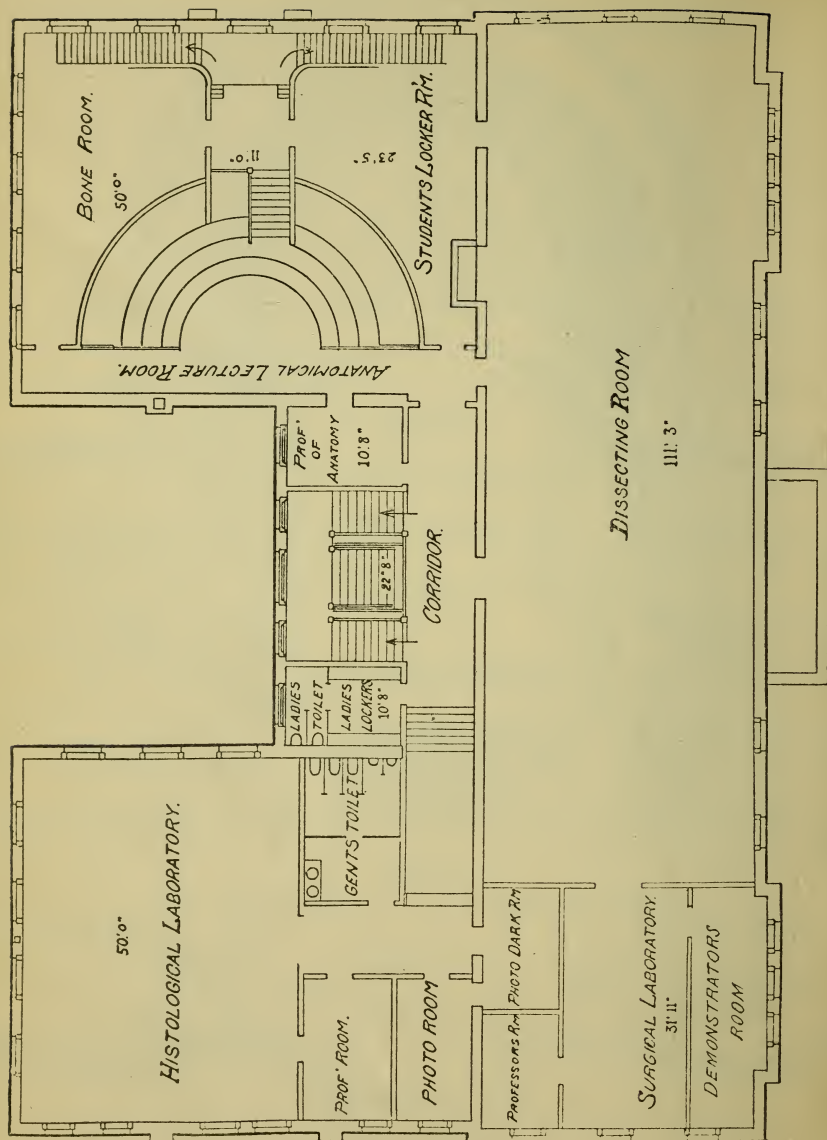 BONE ROOM.
50'0"
11'0"
23'5"
STUDENTS LOCKER R'M.
ANATOMICAL LECTURE ROOM.
PROF'
OF
ANATOMY
10'8"
22'8"
CORRIDOR.
LADIES
TOILET
LADIES
LOCKERS
10'8"
GENTS TOILET
HISTOLOGICAL LABORATORY.
50'0"
PROF' ROOM.
PHOTO ROOM
DISSECTING ROOM
111'3"
PHOTO DARK RM
PROFESSORS RM
SURGICAL LABORATORY.
31'11"
DEMONSTRATORS
ROOM